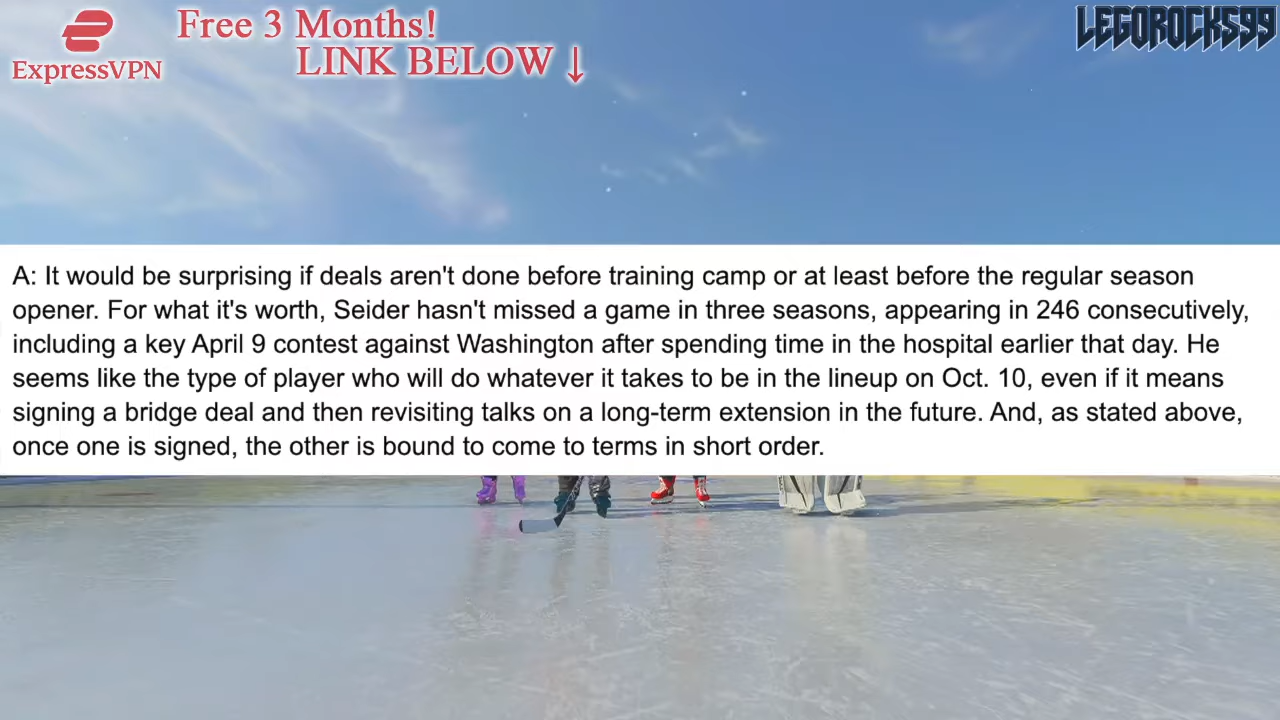 Free 3 Months!
LINK BELOW ↓
ExpressVPN
LEGOROCKS99
A: It would be surprising if deals aren't done before training camp or at least before the regular season
opener. For what it's worth, Seider hasn't missed a game in three seasons, appearing in 246 consecutively,
including a key April 9 contest against Washington after spending time in the hospital earlier that day. He
seems like the type of player who will do whatever it takes to be in the lineup on Oct. 10, even if it means
signing a bridge deal and then revisiting talks on a long-term extension in the future. And, as stated above,
once one is signed, the other is bound to come to terms in short order.